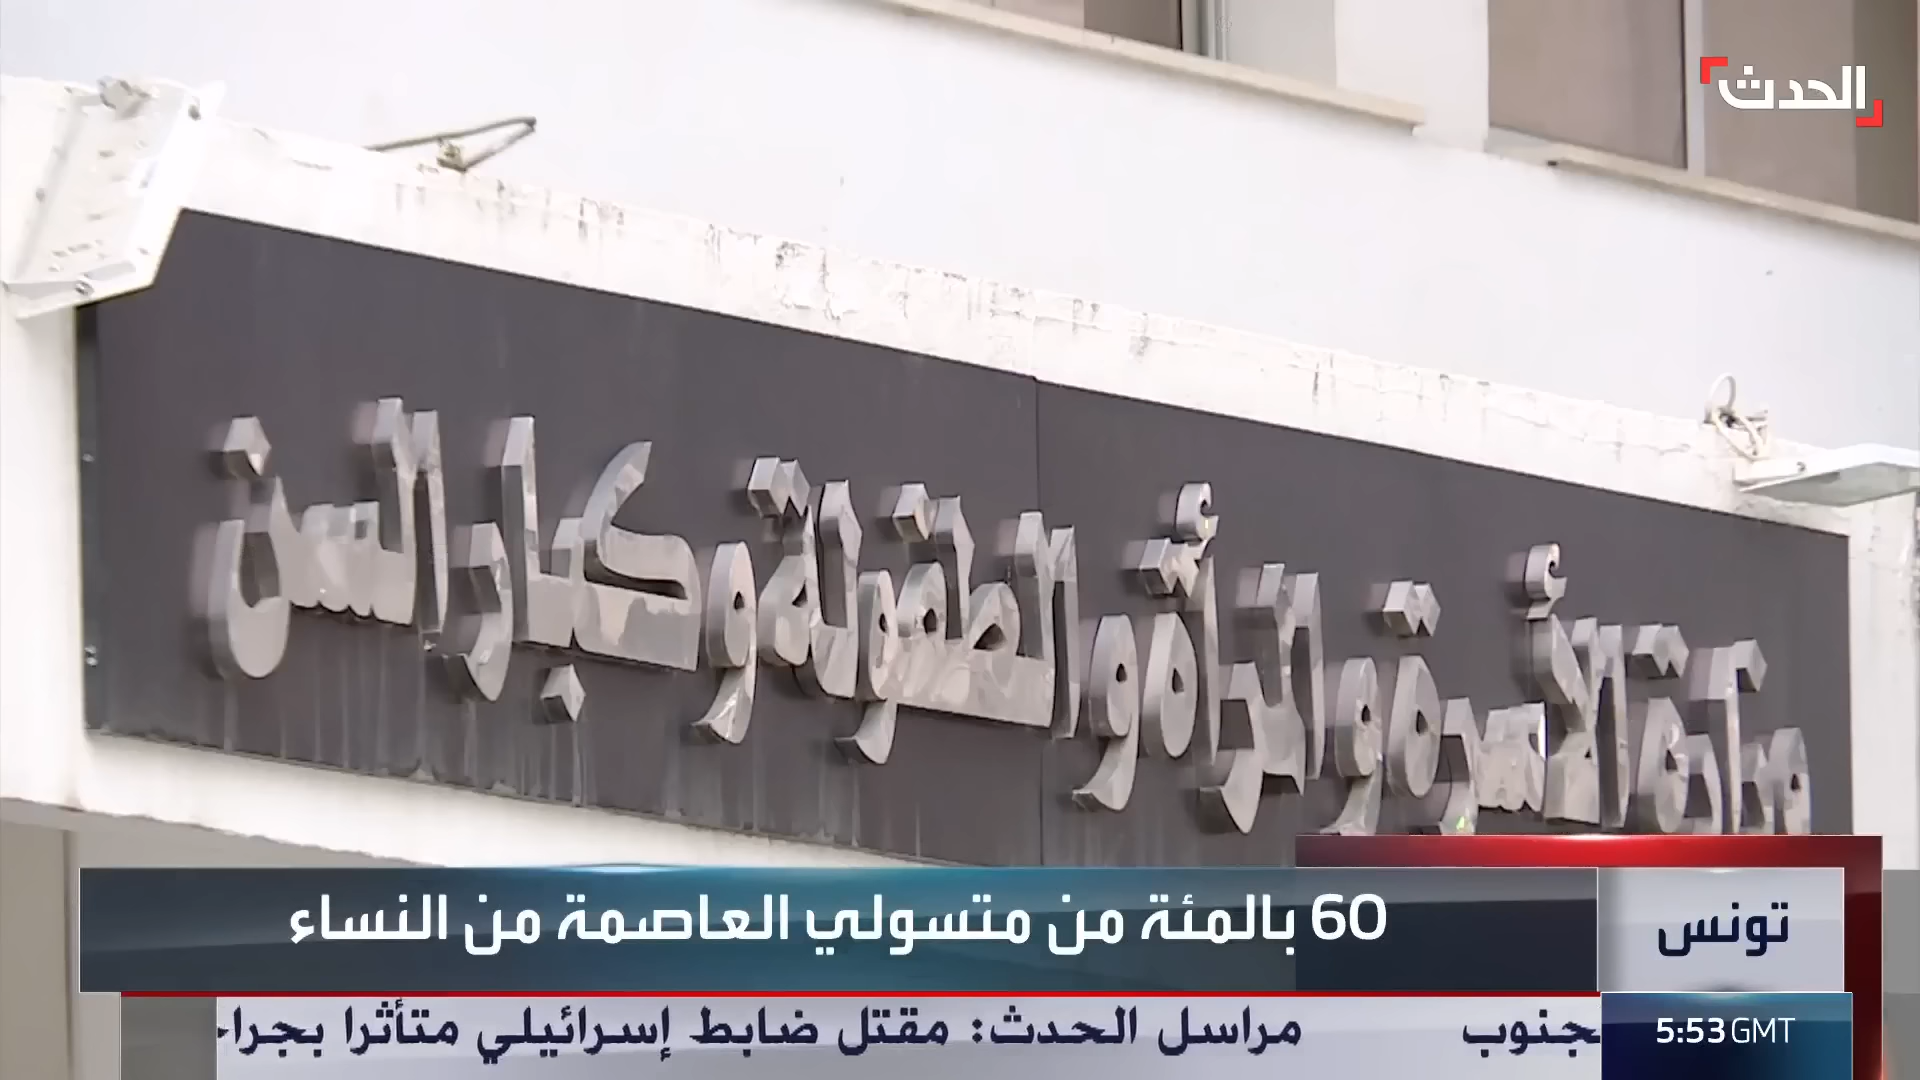 الحدث
وزارة الأسرة والمرأة والطفولة وكبار السن
تونس
60 بالمئة من متسولي العاصمة من النساء
5:53 GMT
بجنوب
مراسل الحدث: مقتل ضابط إسرائيلي متأثرا